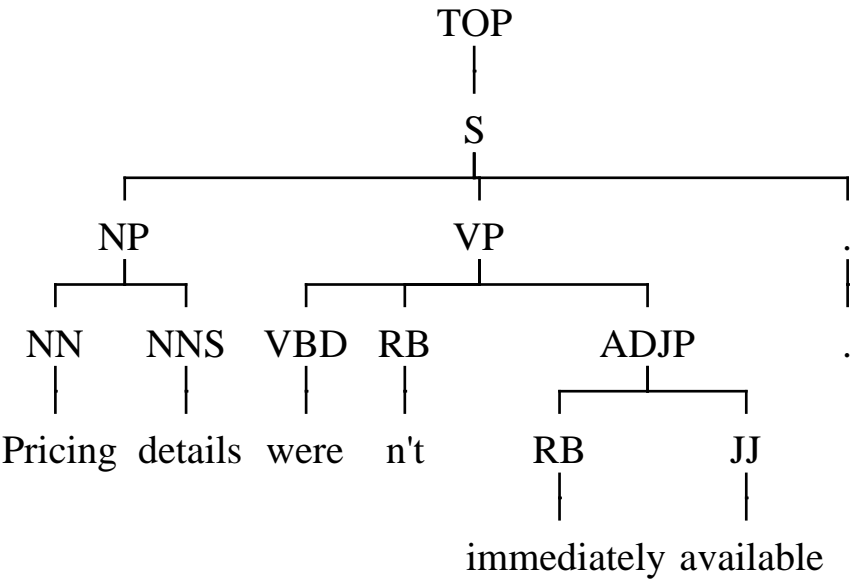 TOP
S
NP VP .
NN NNS VBD RB ADJP .
Pricing details were n't RB JJ
immediately available